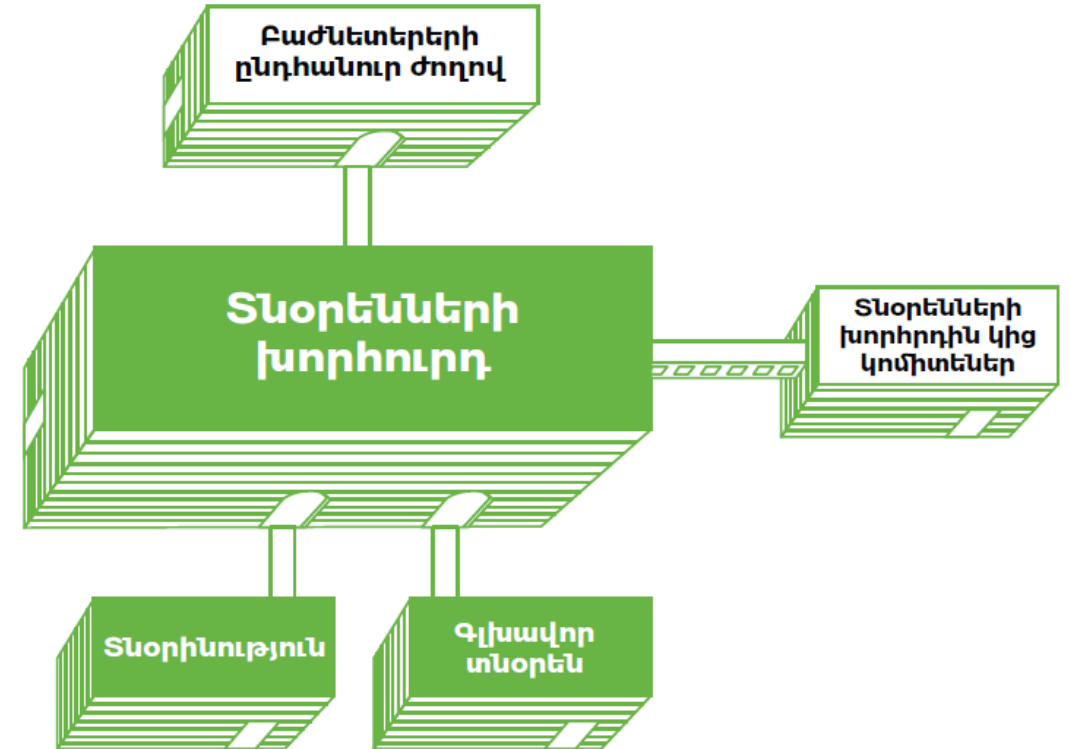 Բաժնետերերի
ընդհանուր ժողով
Տնօրենների
խորհուրդ
Տնօրենների
խորհրդին կից
կոմիտեներ
Տնօրինություն
Գլխավոր
տնօրեն